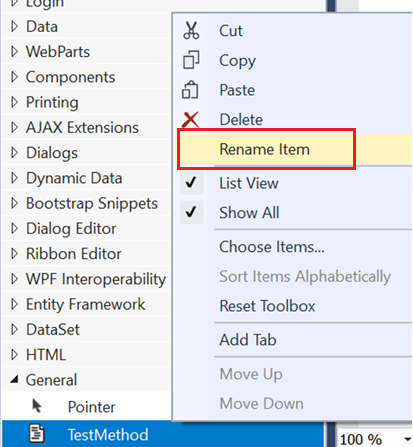 Login
Data
WebParts
Components
Printing
AJAX Extensions
Dialogs
Dynamic Data
Bootstrap Snippets
Dialog Editor
Ribbon Editor
WPF Interoperability
Entity Framework
DataSet
HTML
General
Pointer
TestMethod
Cut
Copy
Paste
Delete
Rename Item
List View
Show All
Choose Items...
Sort Items Alphabetically
Reset Toolbox
Add Tab
Move Up
Move Down
100 %